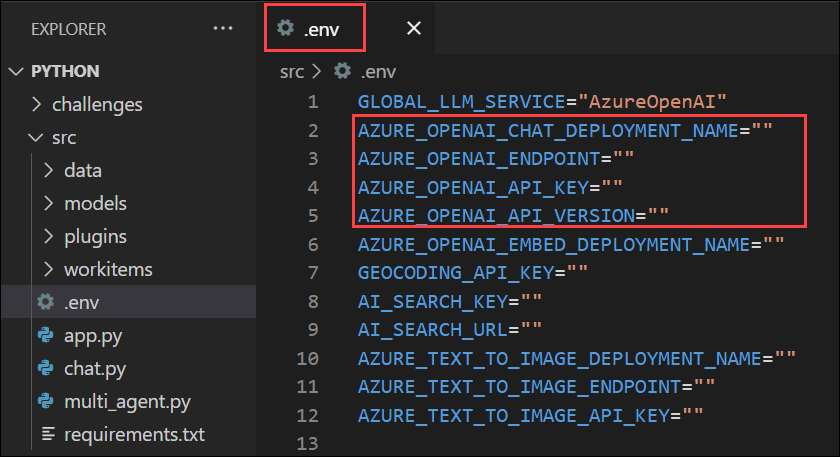 EXPLORER ...
PYTHON
challenges
src
data
models
plugins
workitems
.env
app.py
chat.py
multi_agent.py
requirements.txt
.env
src > .env
1 GLOBAL_LLM_SERVICE="AzureOpenAI"
2 AZURE_OPENAI_CHAT_DEPLOYMENT_NAME=""
3 AZURE_OPENAI_ENDPOINT=""
4 AZURE_OPENAI_API_KEY=""
5 AZURE_OPENAI_API_VERSION=""
6 AZURE_OPENAI_EMBED_DEPLOYMENT_NAME=""
7 GEOCODING_API_KEY=""
8 AI_SEARCH_KEY=""
9 AI_SEARCH_URL=""
10 AZURE_TEXT_TO_IMAGE_DEPLOYMENT_NAME=""
11 AZURE_TEXT_TO_IMAGE_ENDPOINT=""
12 AZURE_TEXT_TO_IMAGE_API_KEY=""
13